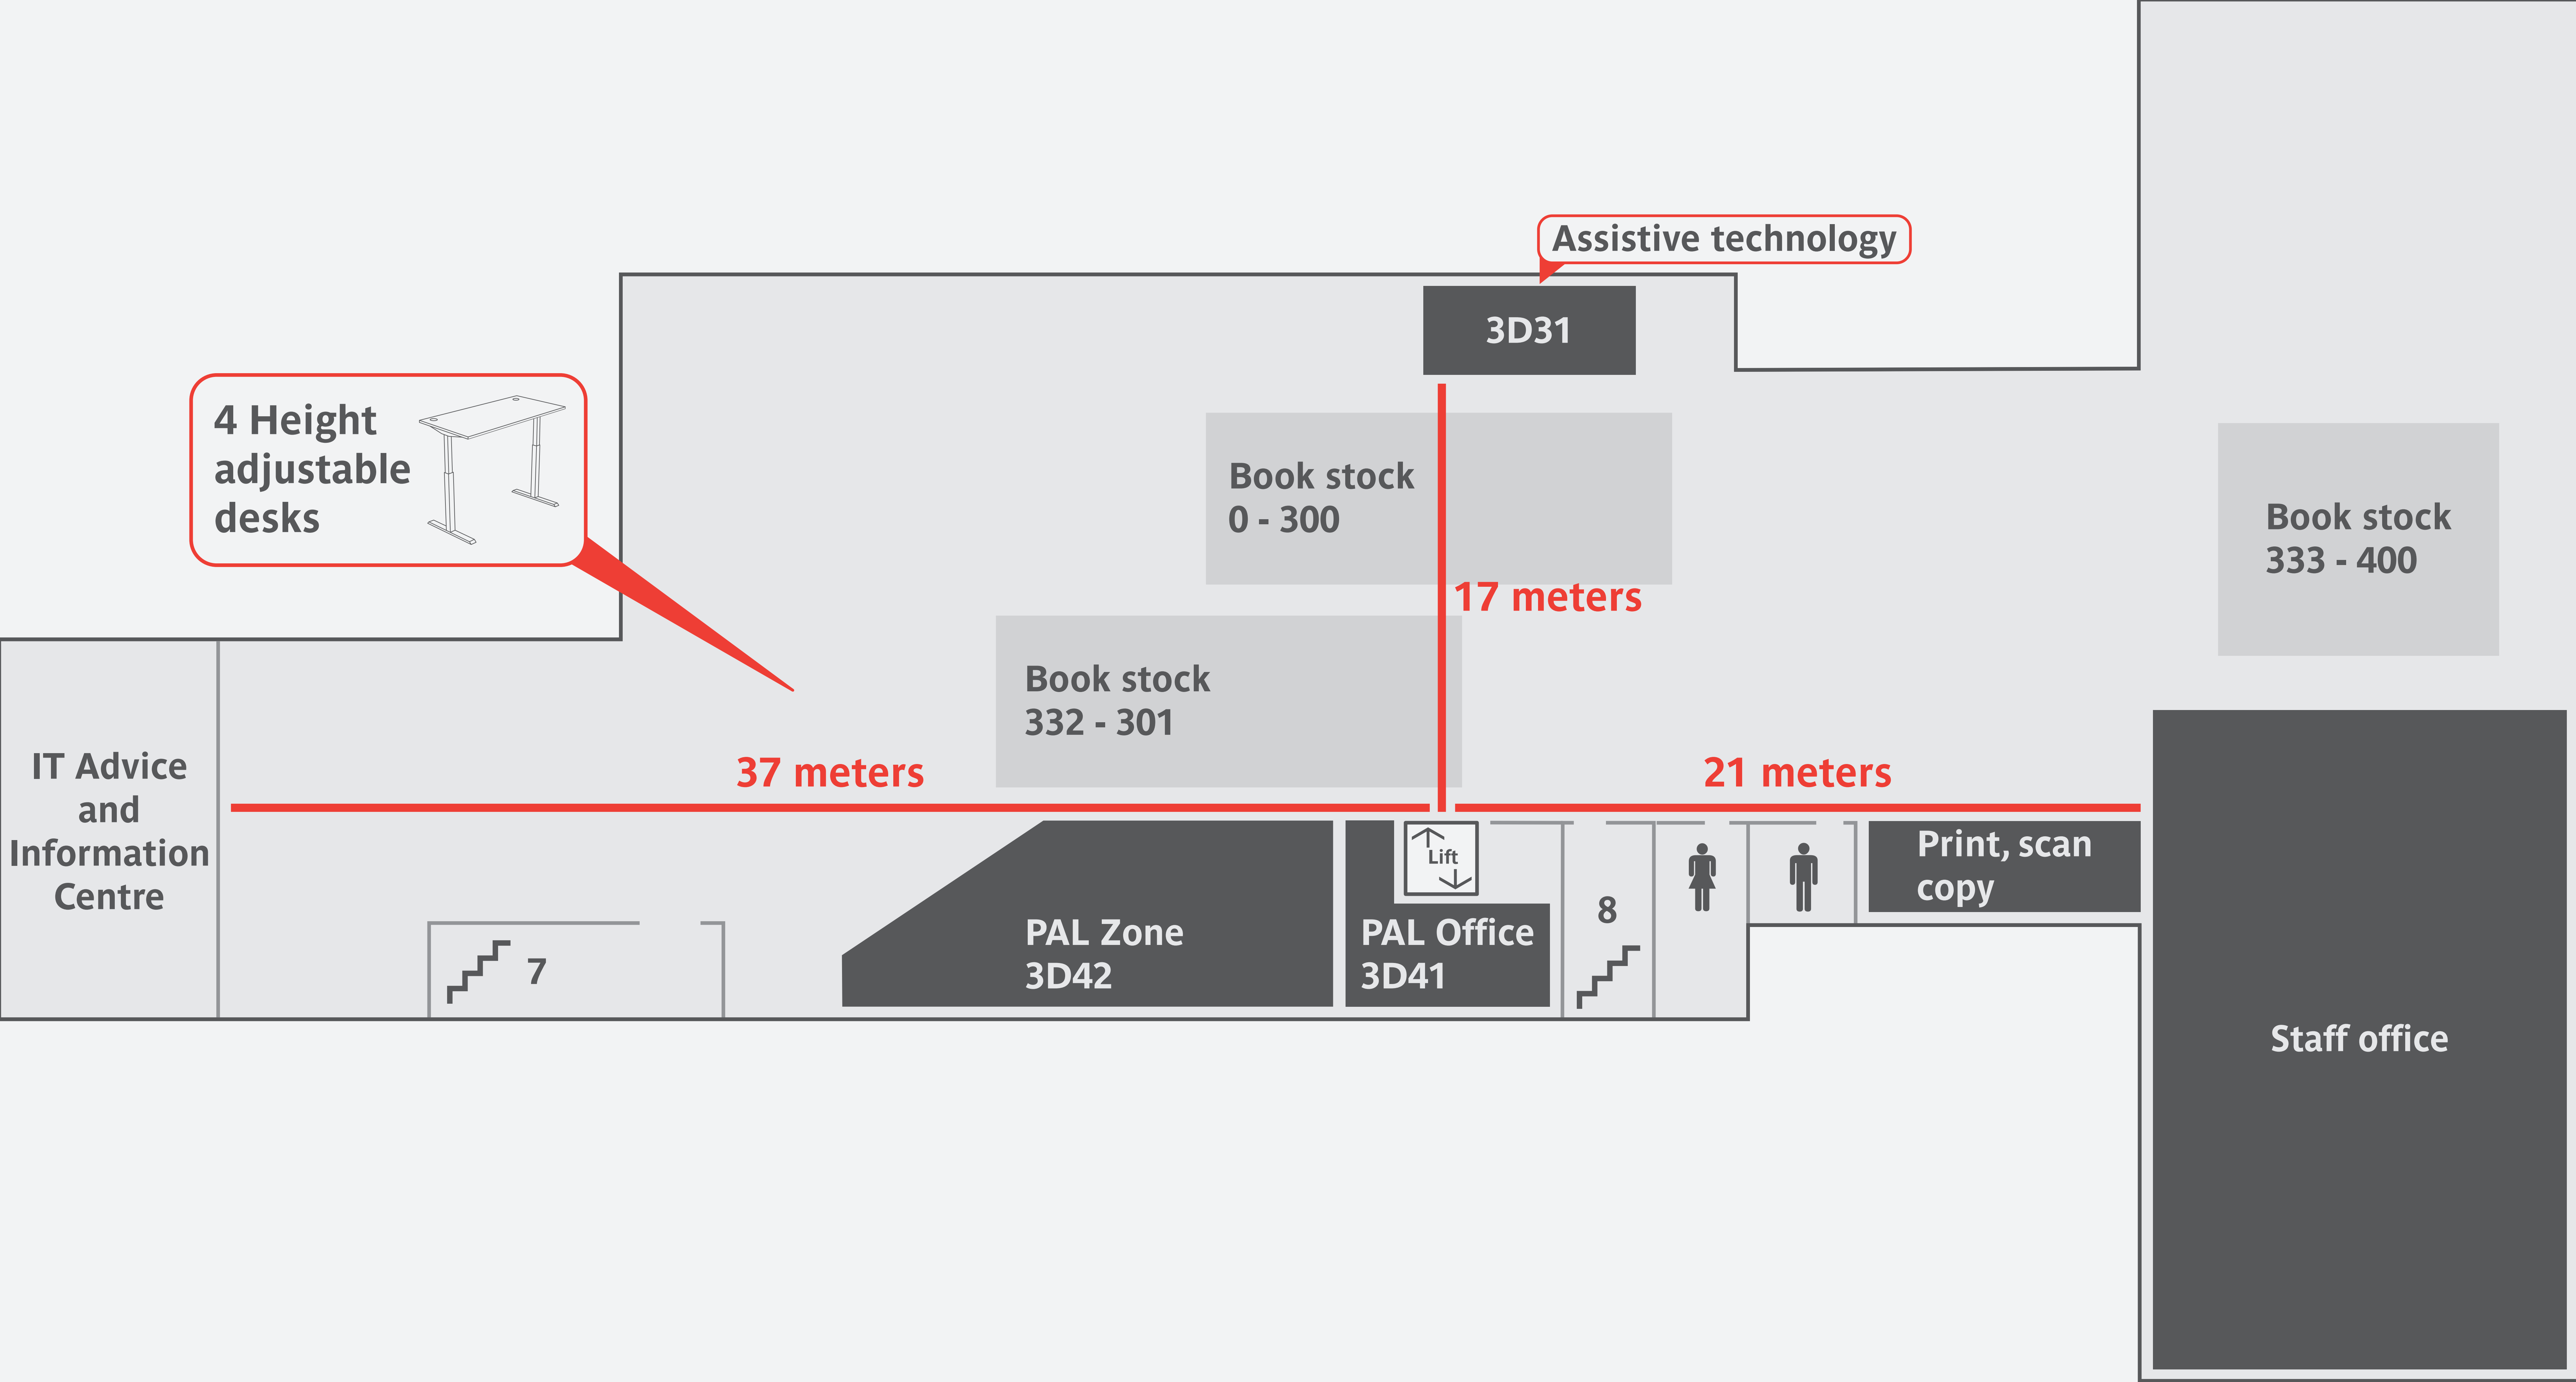 Assistive technology
3D31
4 Height
adjustable
desks
Book stock
0 - 300
Book stock
333 - 400
17 meters
Book stock
332 - 301
37 meters
21 meters
IT Advice
and
Information
Centre
7
PAL Zone
3D42
Lift
PAL Office
3D41
8
Print, scan
copy
Staff office